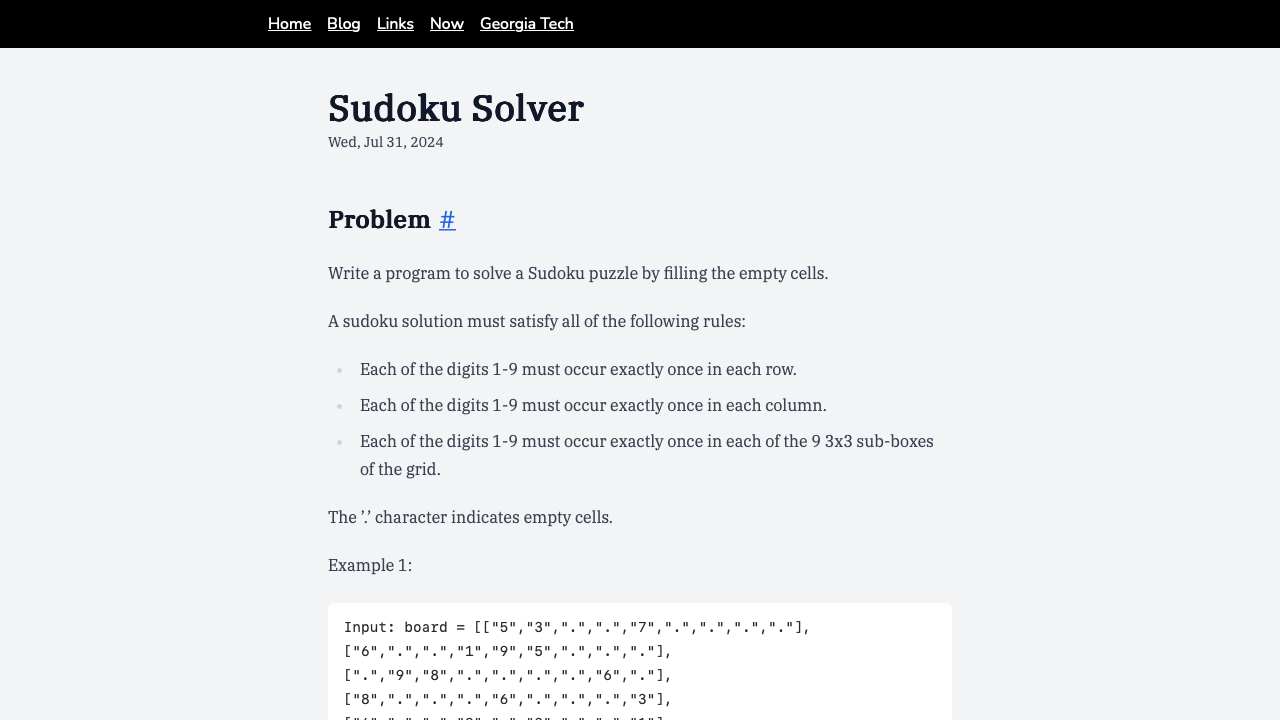 Home Blog Links Now Georgia Tech
Sudoku Solver
Wed, Jul 31, 2024
Problem #
Write a program to solve a Sudoku puzzle by filling the empty cells.
A sudoku solution must satisfy all of the following rules:
Each of the digits 1-9 must occur exactly once in each row.
Each of the digits 1-9 must occur exactly once in each column.
Each of the digits 1-9 must occur exactly once in each of the 9 3x3 sub-boxes
of the grid.
The ’.’ character indicates empty cells.
Example 1:
Input: board = [["5","3",".",".","7",".",".",".","."],
["6",".",".","1","9","5",".",".","."],
[".","9","8",".",".",".",".","6","."],
["8",".",".",".","6",".",".",".","3"],